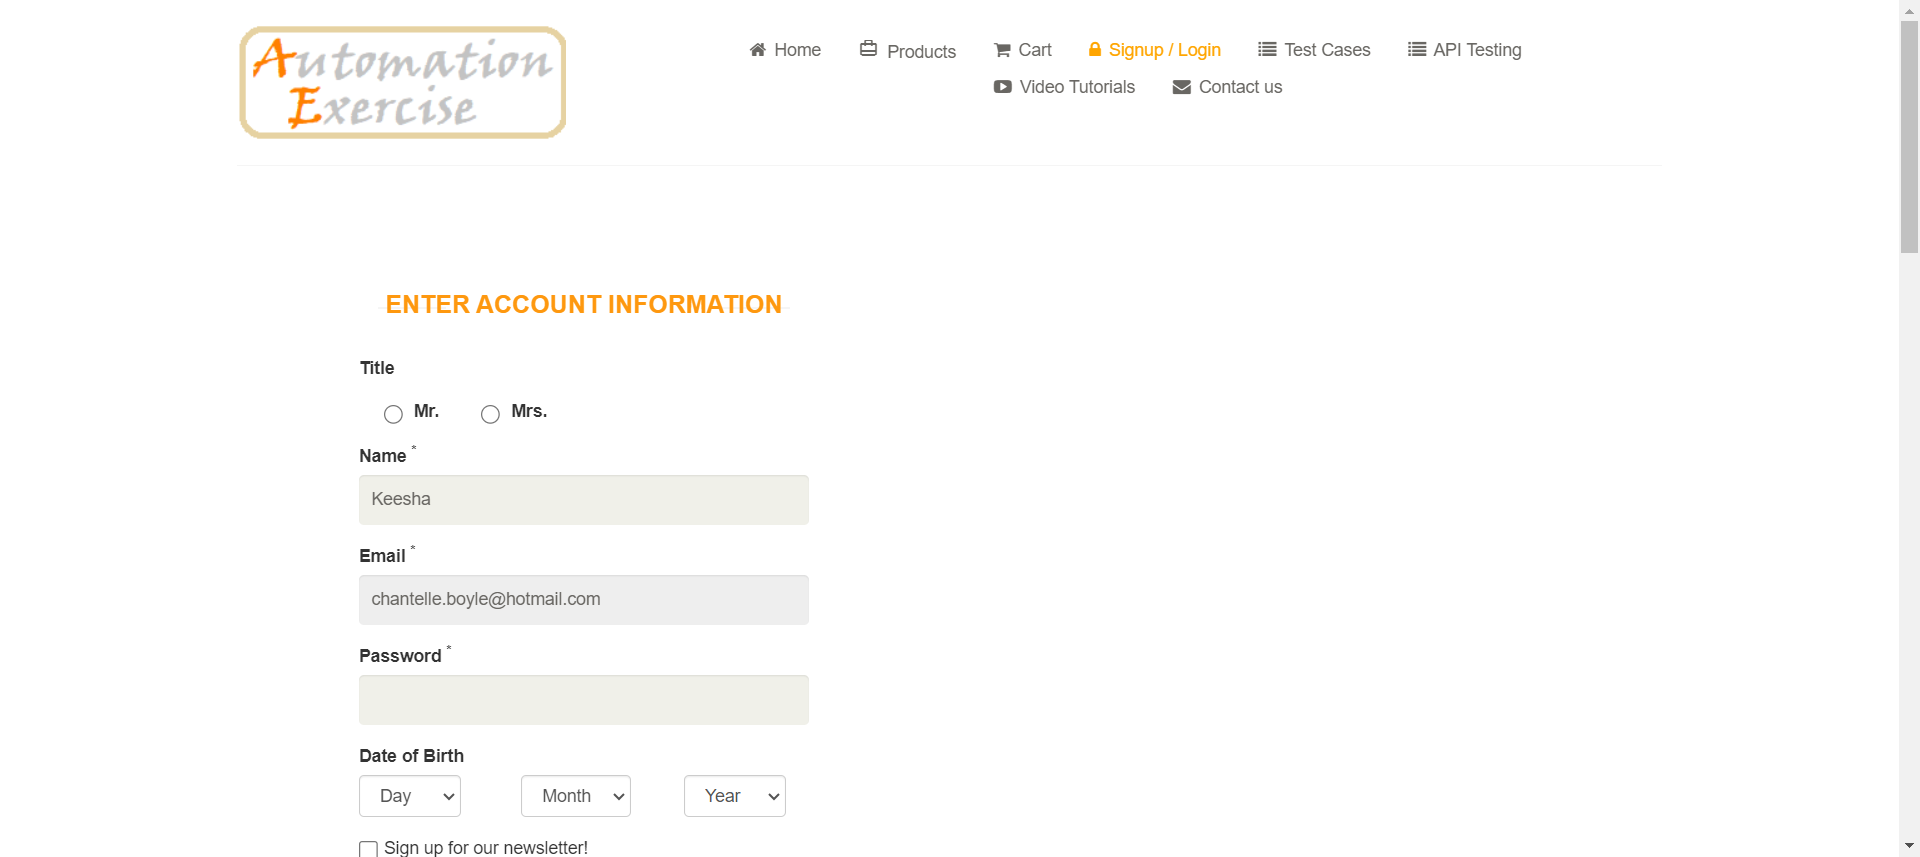 Automation
Exercise
Home Products Cart Signup / Login Test Cases API Testing
Video Tutorials Contact us
ENTER ACCOUNT INFORMATION
Title
Mr. Mrs.
Name *
Keesha
Email *
chantelle.boyle@hotmail.com
Password *
Date of Birth
Day Month Year
Sign up for our newsletter!